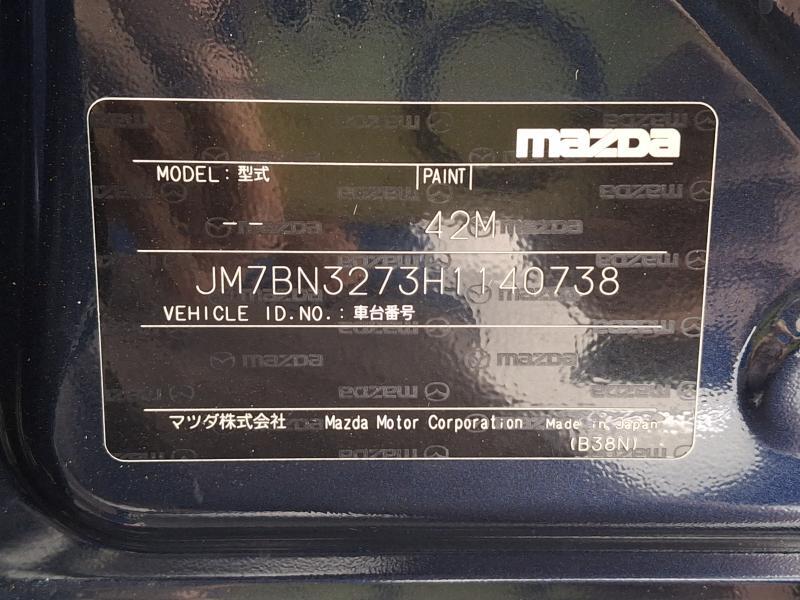 mazda
MODEL: 型式 PAINT
-- 42M
JM7BN3273H1140738
VEHICLE ID.NO.: 車台番号
マツダ株式会社 Mazda Motor Corporation Made in Japan
(B38N)